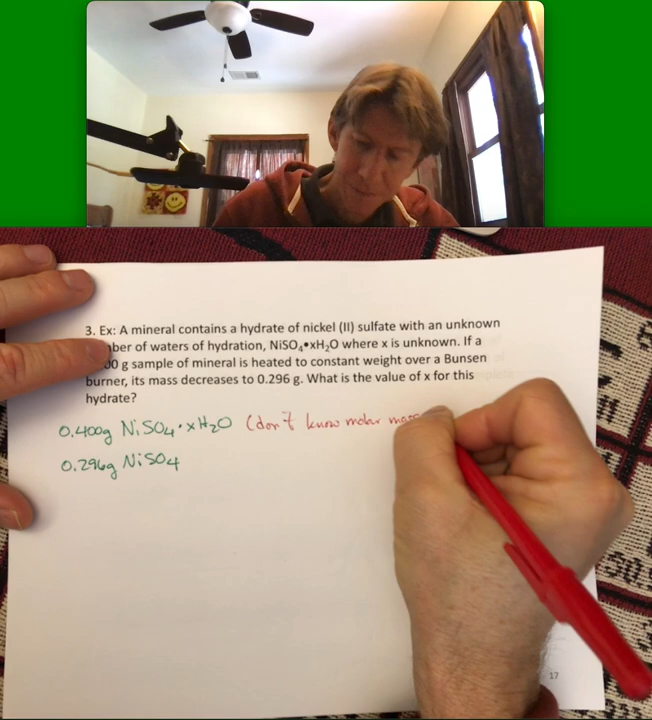 3. Ex: A mineral contains a hydrate of nickel (II) sulfate with an unknown
ber of waters of hydration, NiSO₄•xH₂O where x is unknown. If a
00 g sample of mineral is heated to constant weight over a Bunsen
burner, its mass decreases to 0.296 g. What is the value of x for this
hydrate?
0.400g NiSO₄·xH₂O (don't know molar mass
0.296g NiSO₄
17